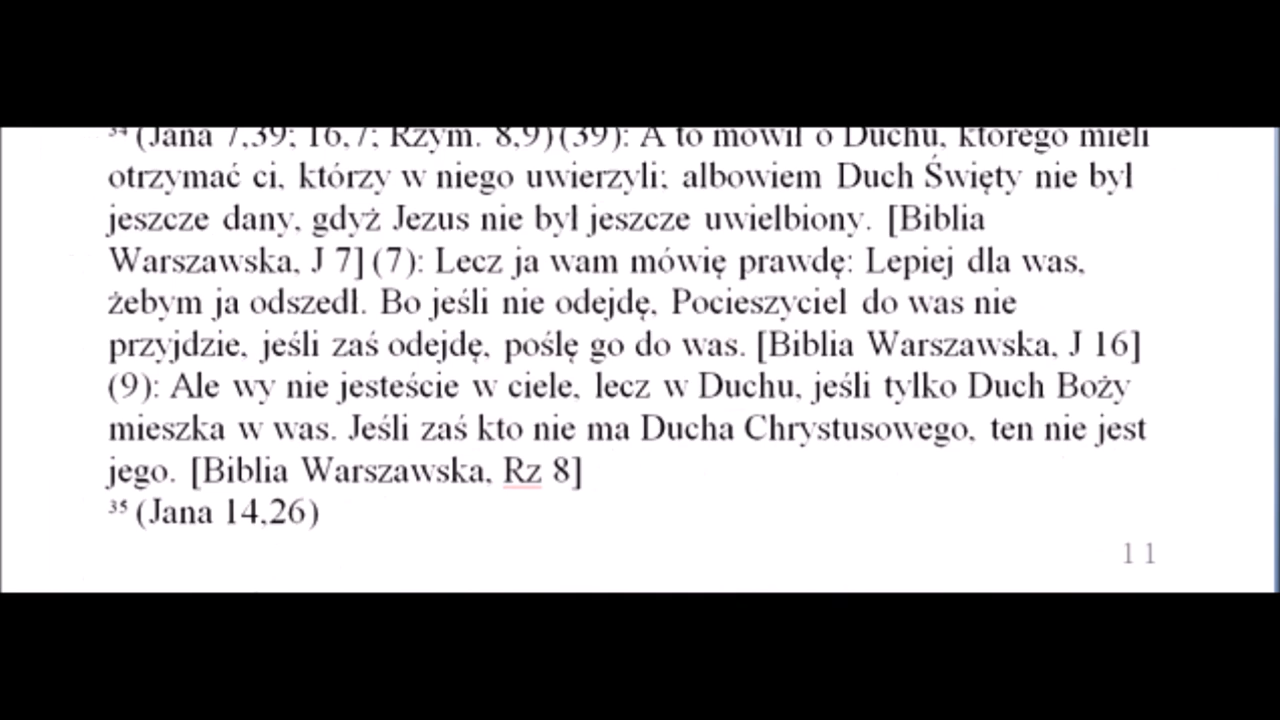 ³⁴ (Jana 7,39; 16,7; Rzym. 8,9)(39): A to mówił o Duchu, którego mieli
otrzymać ci, którzy w niego uwierzyli; albowiem Duch Święty nie był
jeszcze dany, gdyż Jezus nie był jeszcze uwielbiony. [Biblia
Warszawska, J 7] (7): Lecz ja wam mówię prawdę: Lepiej dla was,
żebym ja odszedł. Bo jeśli nie odejdę, Pocieszyciel do was nie
przyjdzie, jeśli zaś odejdę, poślę go do was. [Biblia Warszawska, J 16]
(9): Ale wy nie jesteście w ciele, lecz w Duchu, jeśli tylko Duch Boży
mieszka w was. Jeśli zaś kto nie ma Ducha Chrystusowego, ten nie jest
jego. [Biblia Warszawska, Rz 8]
³⁵ (Jana 14,26)
11